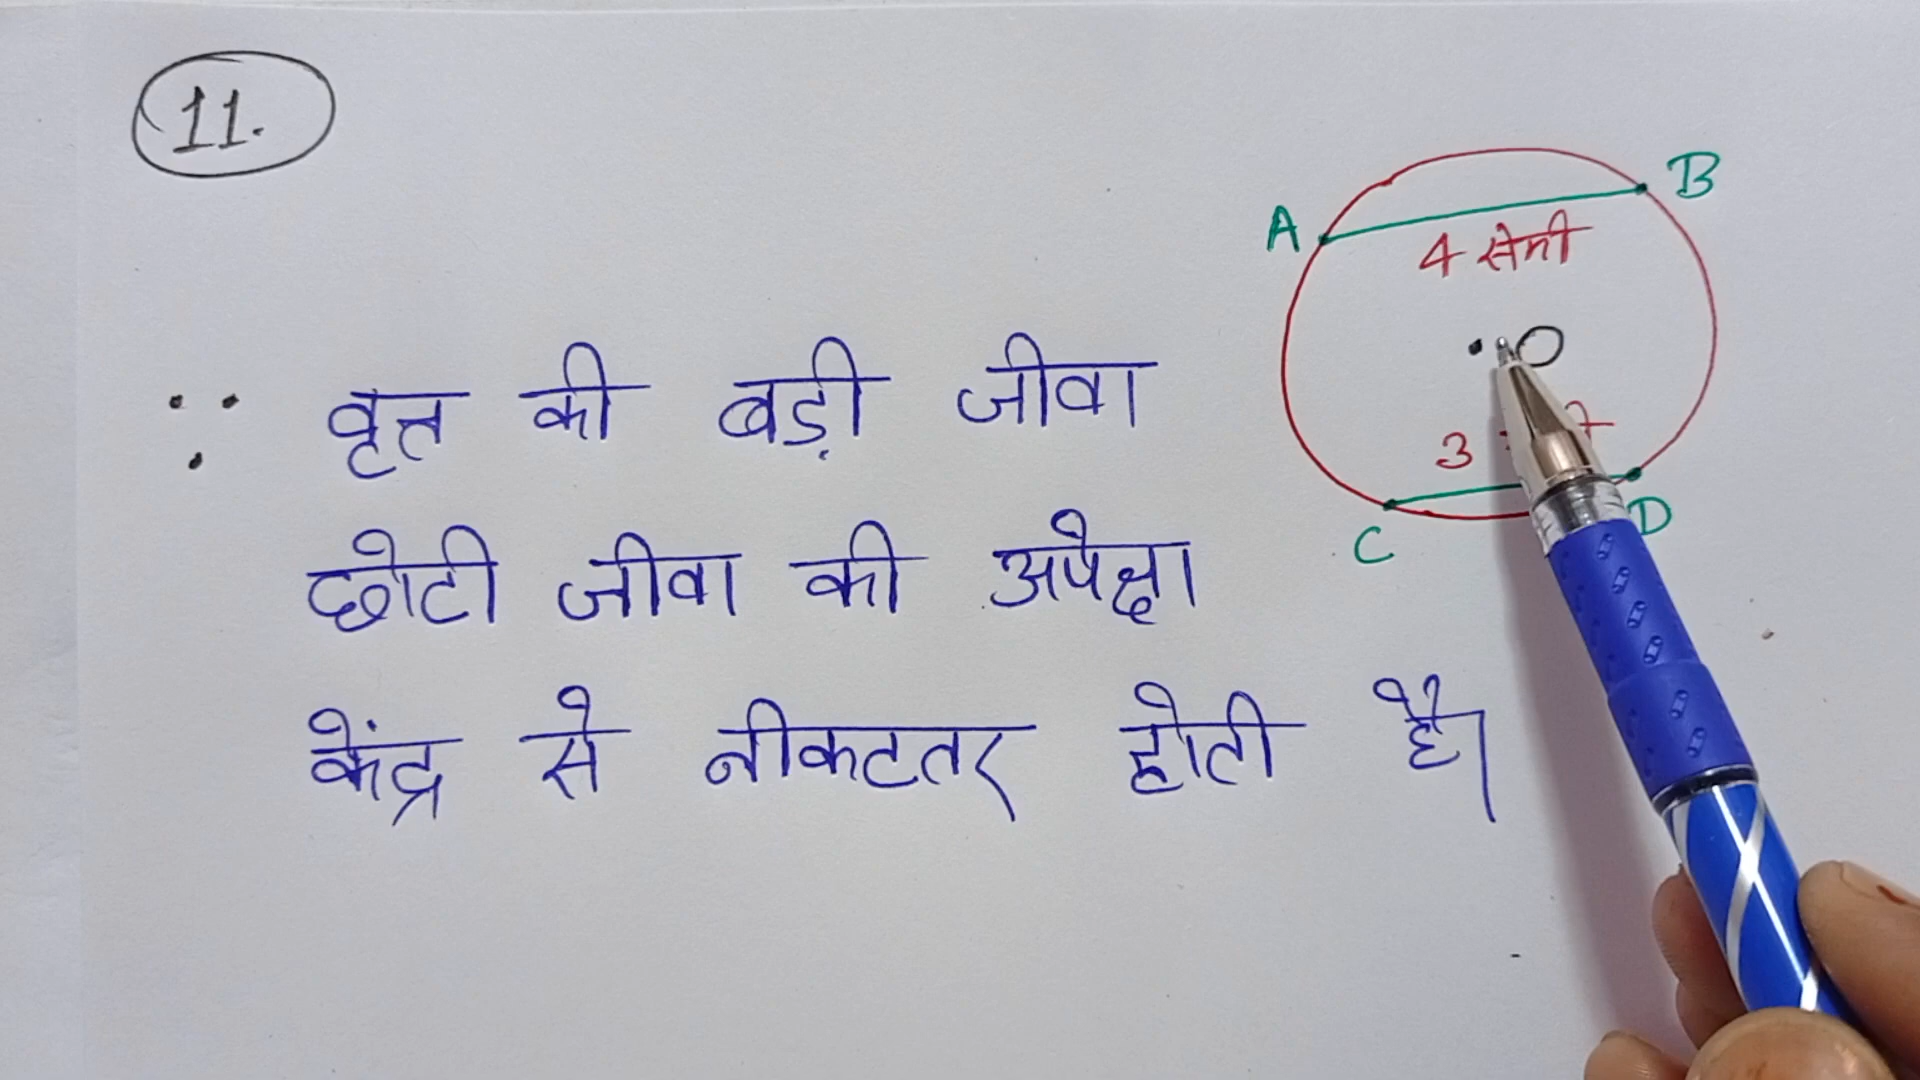 11.
A
B
4 सेमी
O
3
C
D
∵ वृत्त की बड़ी जीवा
छोटी जीवा की अपेक्षा
केंद्र से नीकटतर होती है।